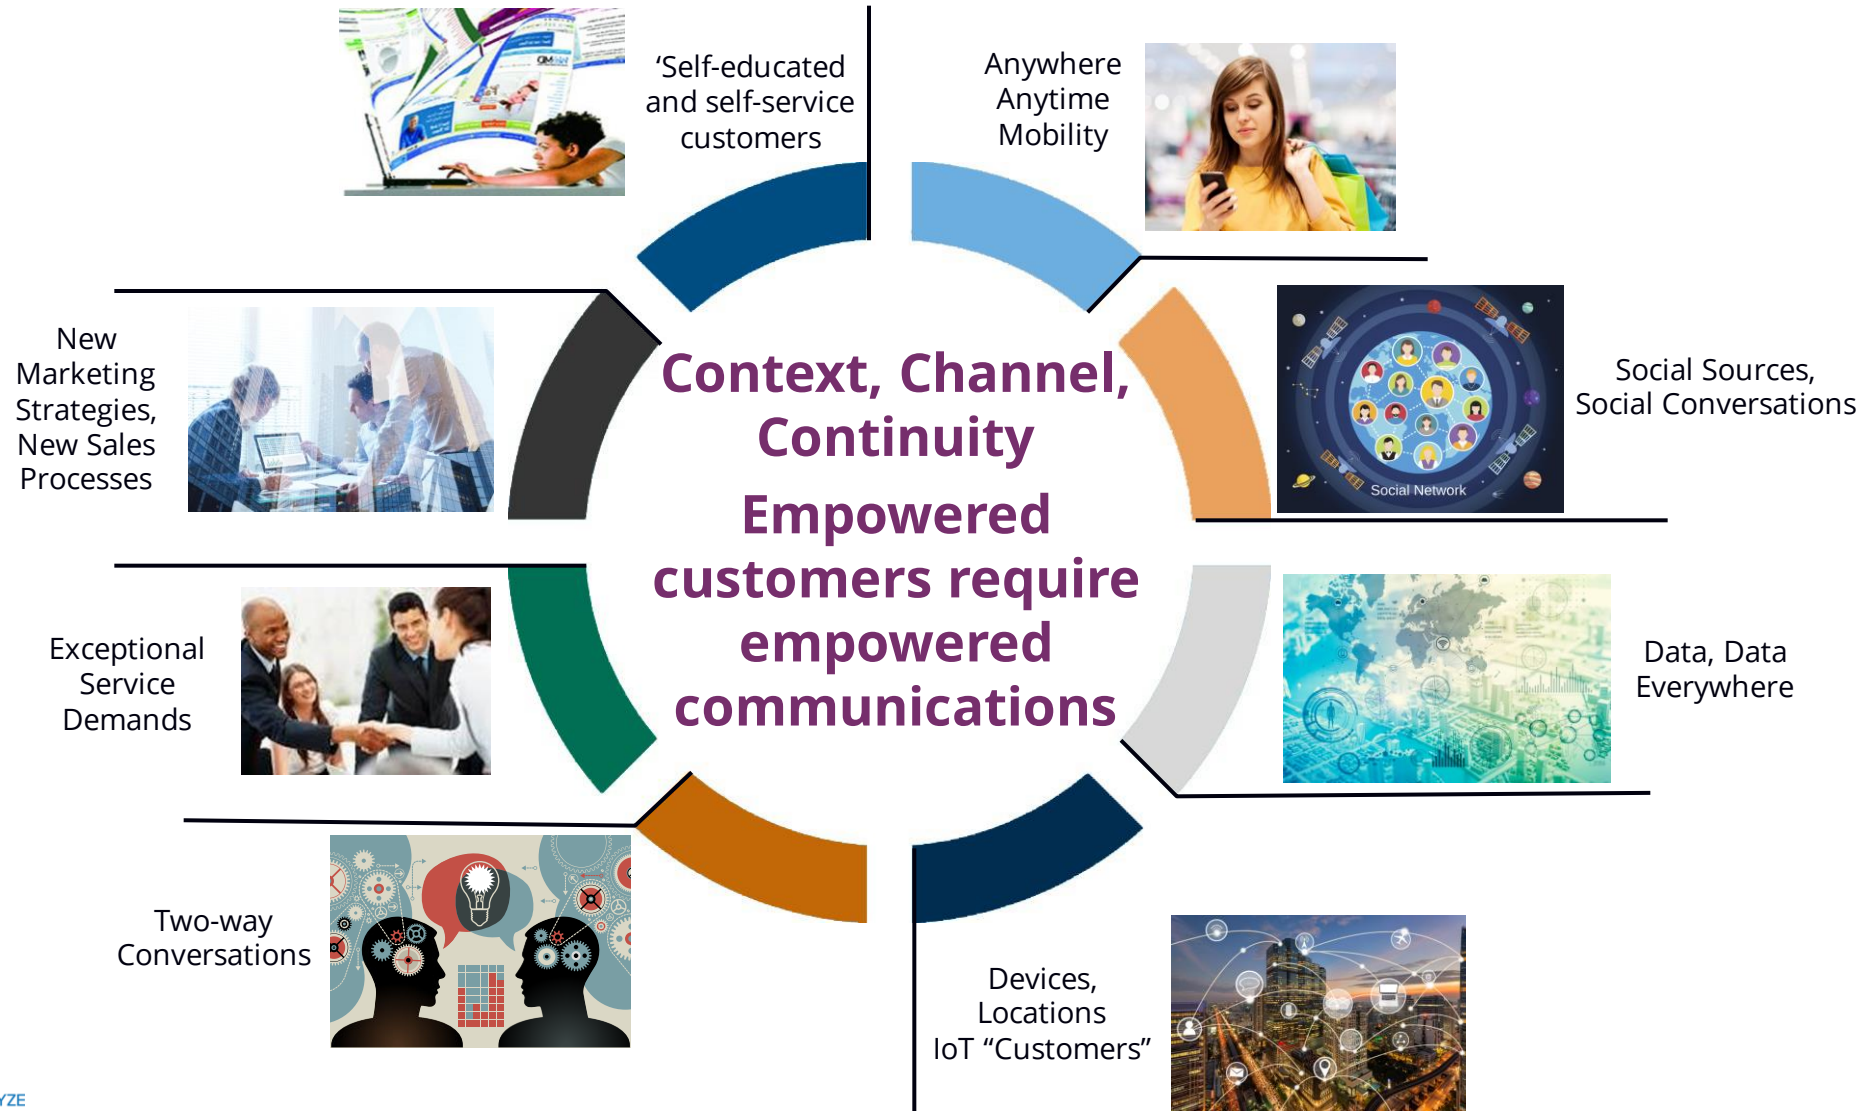 ‘Self-educated
and self-service
customers
Anywhere
Anytime
Mobility
Social Sources,
Social Conversations
Social Network
Data, Data
Everywhere
Devices,
Locations
IoT “Customers”
Two-way
Conversations
Exceptional
Service
Demands
New
Marketing
Strategies,
New Sales
Processes
Context, Channel,
Continuity
Empowered
customers require
empowered
communications
YZE